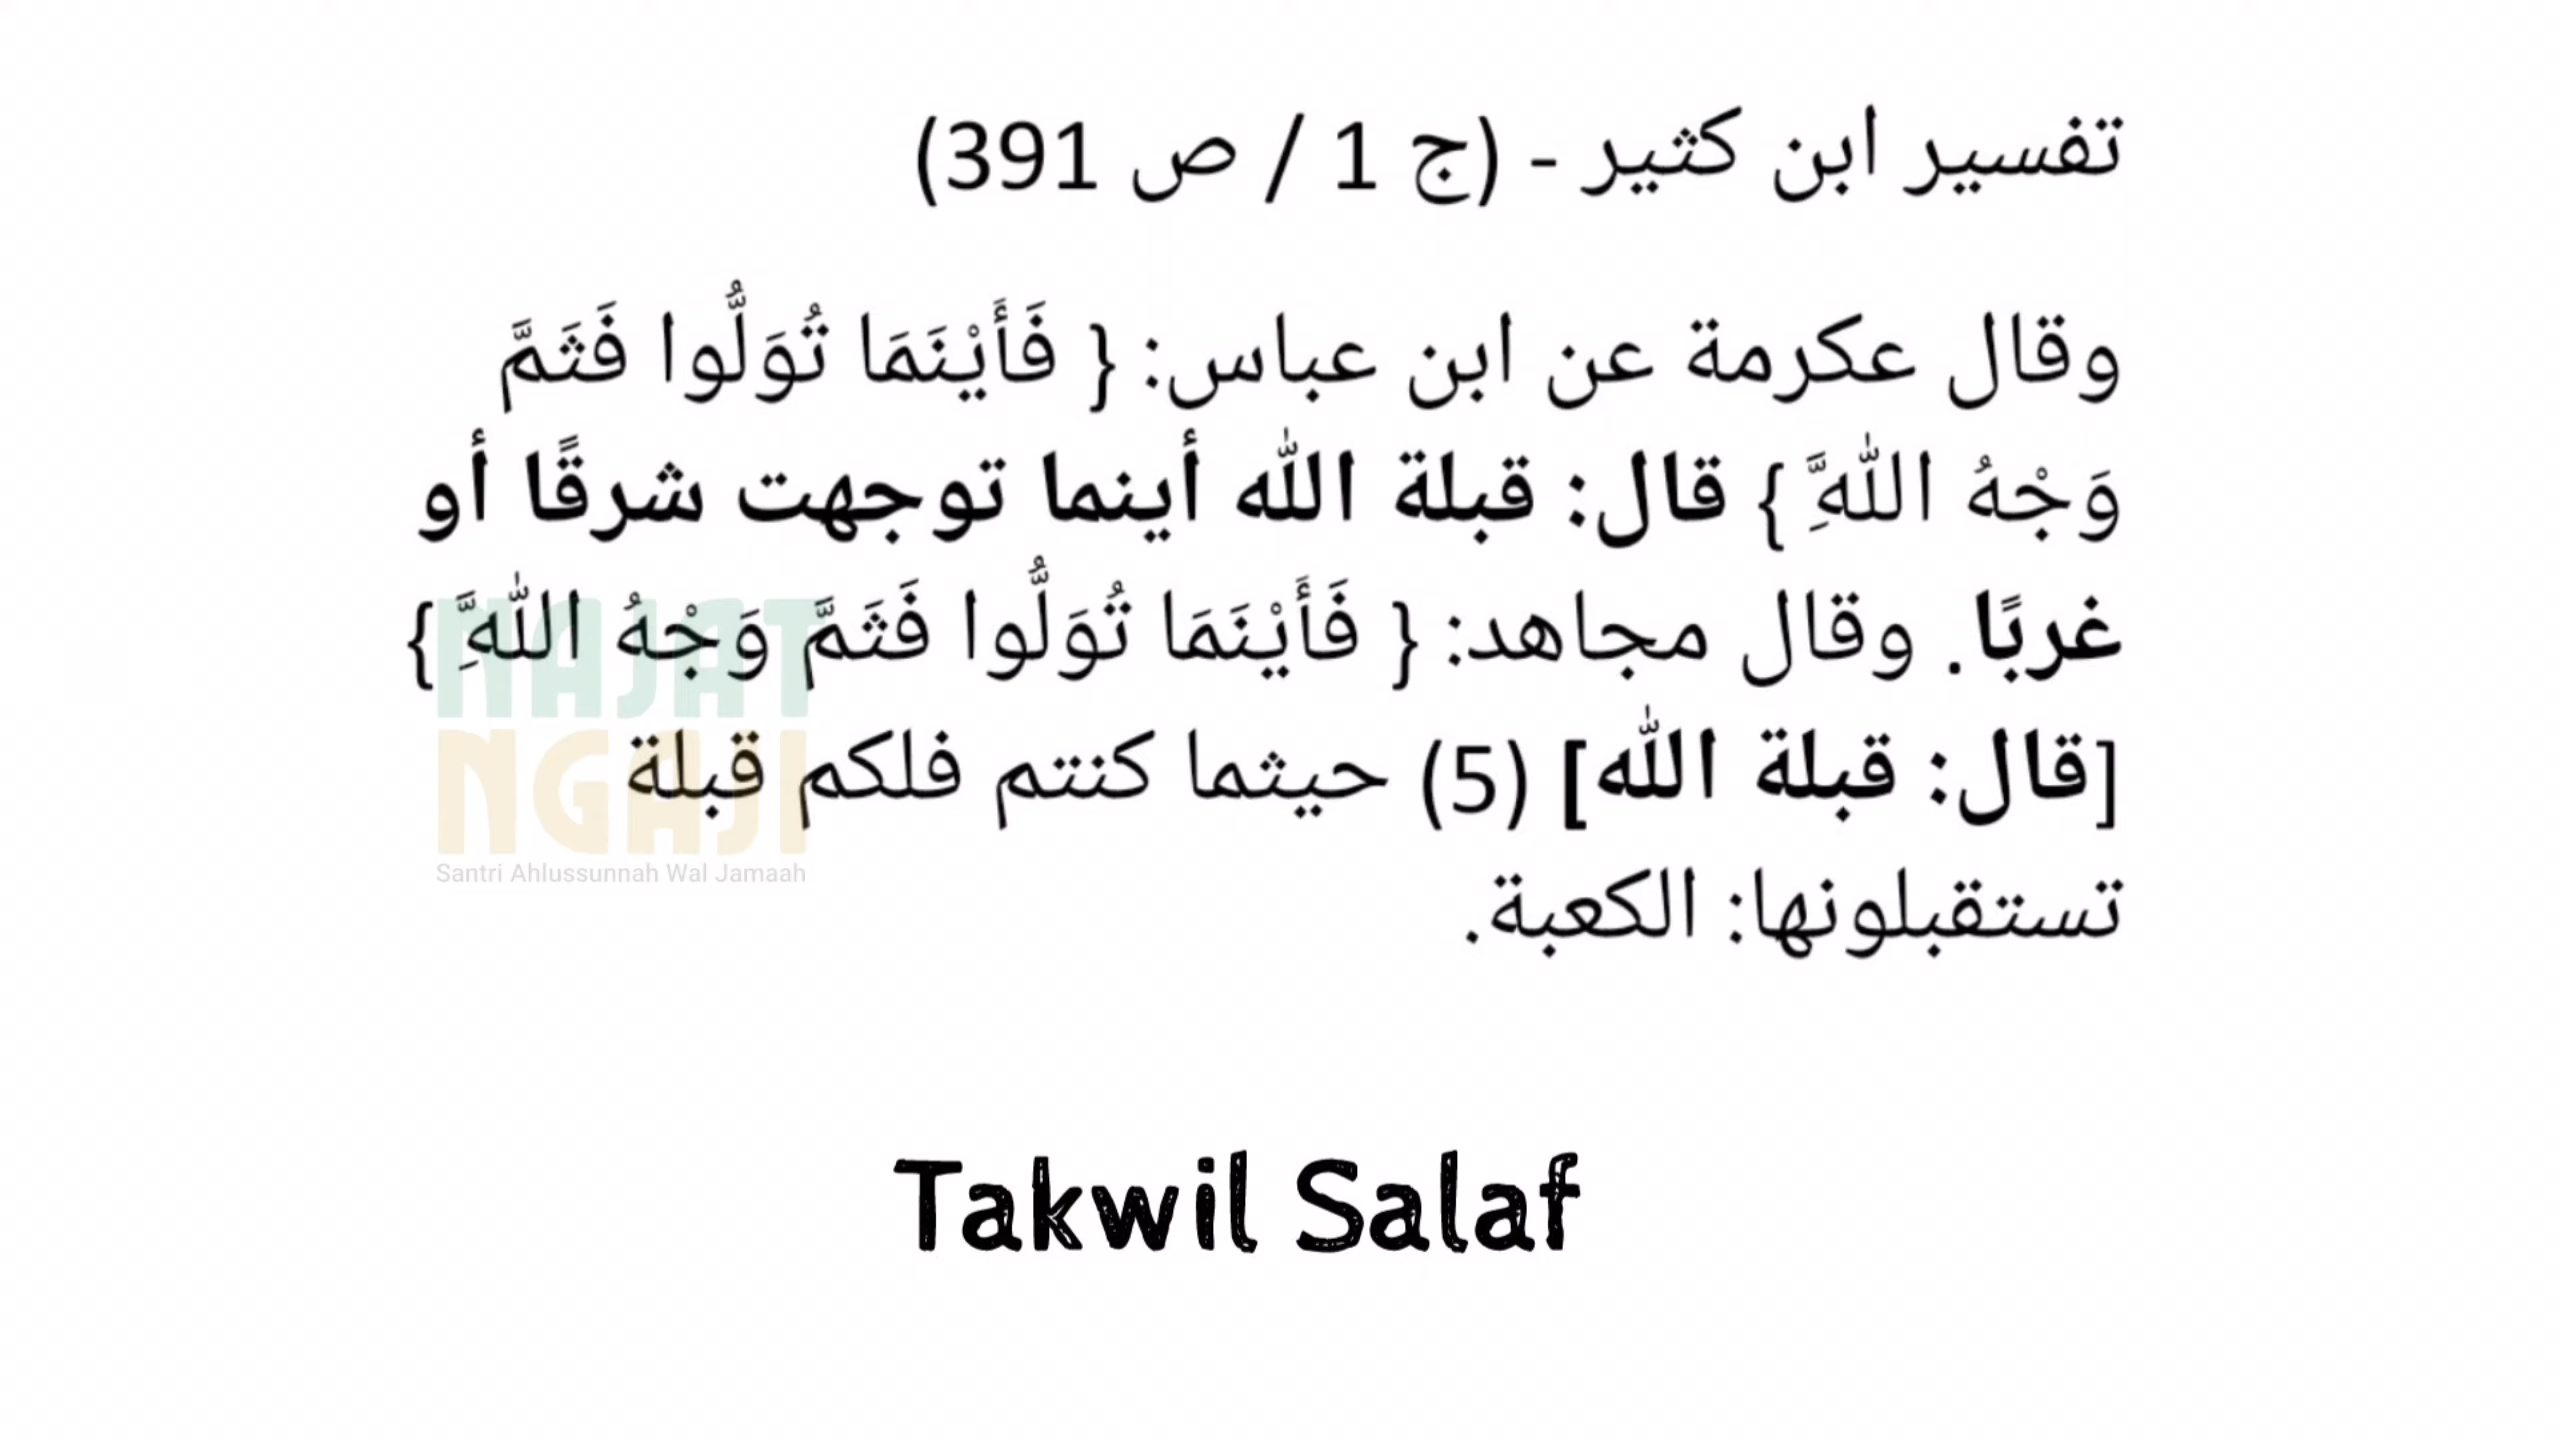 تفسير ابن كثير - (ج 1 / ص 391)
وقال عكرمة عن ابن عباس: { فَأَيْنَمَا تُوَلُّوا فَثَمَّ
وَجْهُ اللَّهِ } قال: قبلة الله أينما توجهت شرقًا أو
غربًا. وقال مجاهد: { فَأَيْنَمَا تُوَلُّوا فَثَمَّ وَجْهُ اللَّهِ }
[قال: قبلة الله] (5) حيثما كنتم فلكم قبلة
تستقبلونها: الكعبة.
NAJAT
NGAJI
Santri Ahlussunnah Wal Jamaah
Takwil Salaf